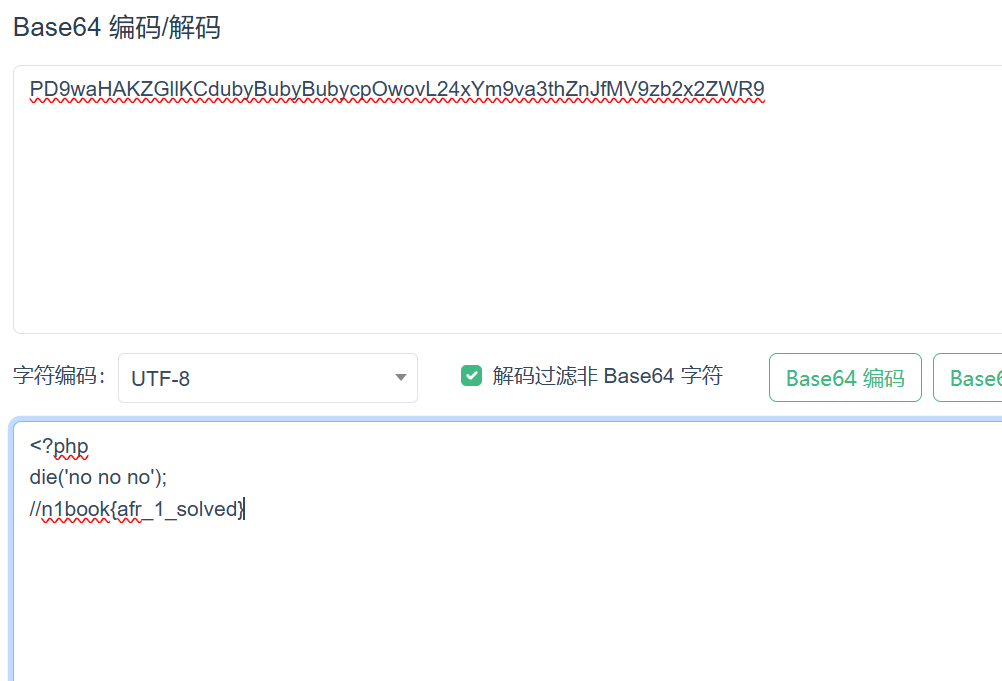 Base64 编码/解码
PD9waHAKZGllKCdubyBubyBubycpOwovL24xYm9va3thZnJfMV9zb2x2ZWR9
字符编码： UTF-8 解码过滤非 Base64 字符 Base64 编码 Base6
<?php
die('no no no');
//n1book{afr_1_solved}